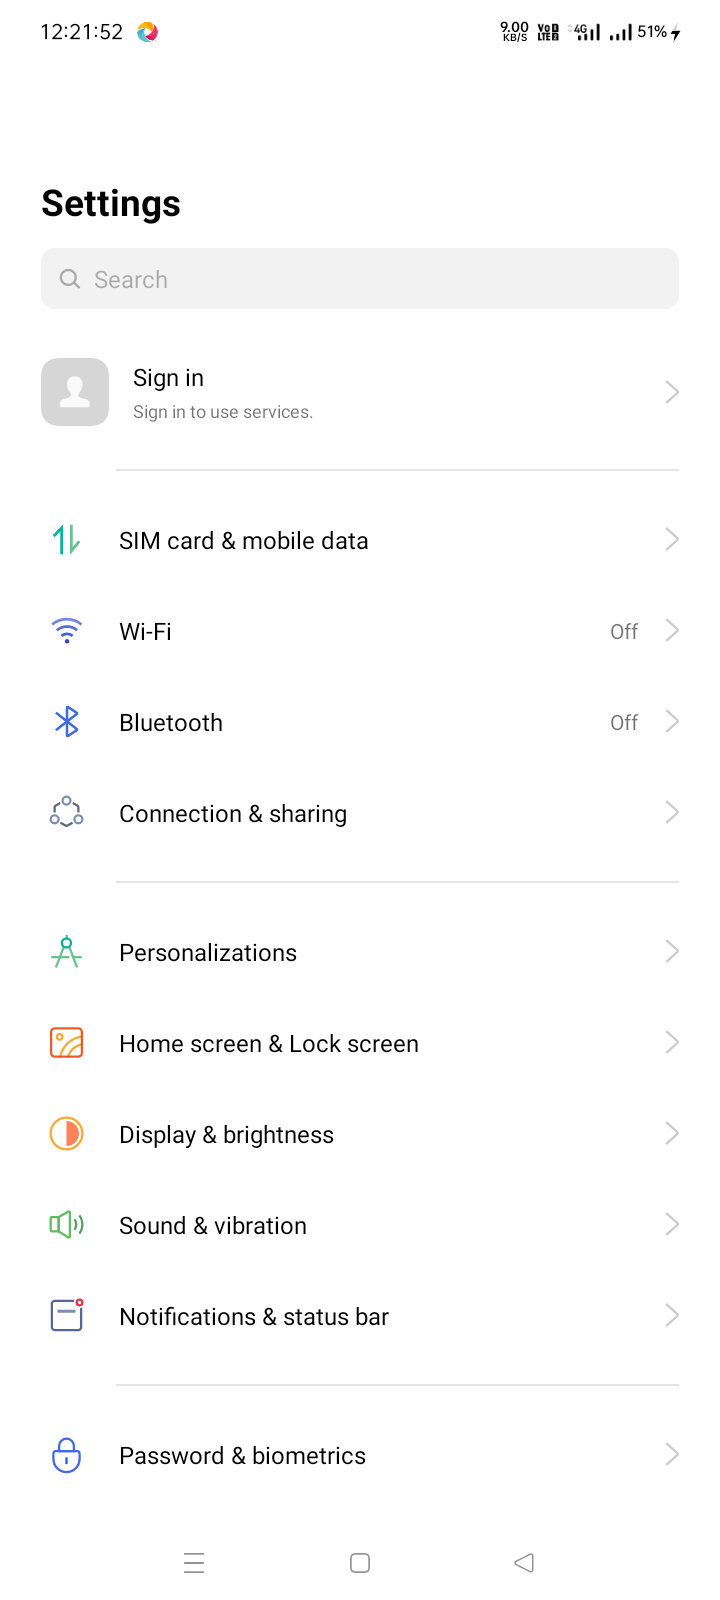 12:21:52 9.00 KB/S VoD LTE2 4G 51%
Settings
Search
Sign in
Sign in to use services.
SIM card & mobile data
Wi-Fi Off
Bluetooth Off
Connection & sharing
Personalizations
Home screen & Lock screen
Display & brightness
Sound & vibration
Notifications & status bar
Password & biometrics